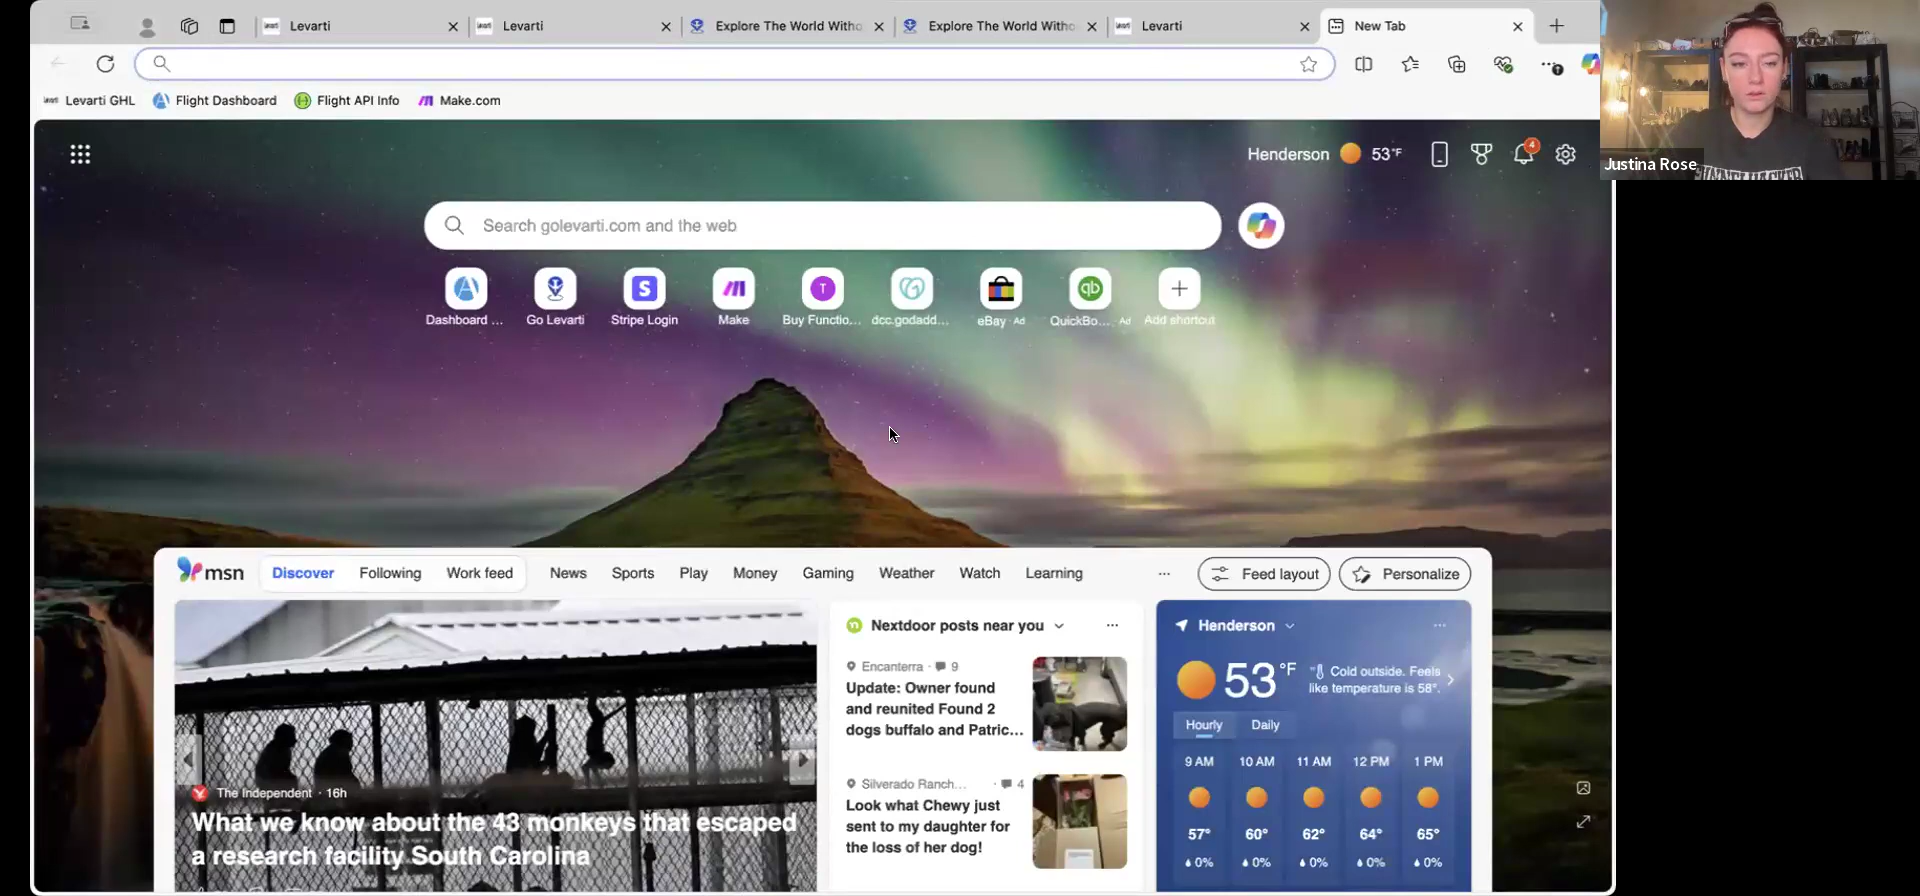 Levarti
Levarti
Explore The World Witho
Explore The World Witho
Levarti
New Tab
Levarti GHL
Flight Dashboard
Flight API Info
Make.com
Justina Rose
Henderson 53°F
4
Search golevarti.com and the web
Dashboard ...
Go Levarti
Stripe Login
Make
Buy Functio...
dcc.godadd...
eBay · Ad
QuickBo... Ad
Add shortcut
msn
Discover
Following
Work feed
News
Sports
Play
Money
Gaming
Weather
Watch
Learning
...
Feed layout
Personalize
The Independent · 16h
What we know about the 43 monkeys that escaped
a research facility South Carolina
Nextdoor posts near you
Encanterra · 9
Update: Owner found
and reunited Found 2
dogs buffalo and Patric...
Silverado Ranch... · 4
Look what Chewy just
sent to my daughter for
the loss of her dog!
Henderson
53°F
Cold outside. Feels
like temperature is 58°.
Hourly
Daily
9 AM 10 AM 11 AM 12 PM 1 PM
57° 60° 62° 64° 65°
0% 0% 0% 0% 0%